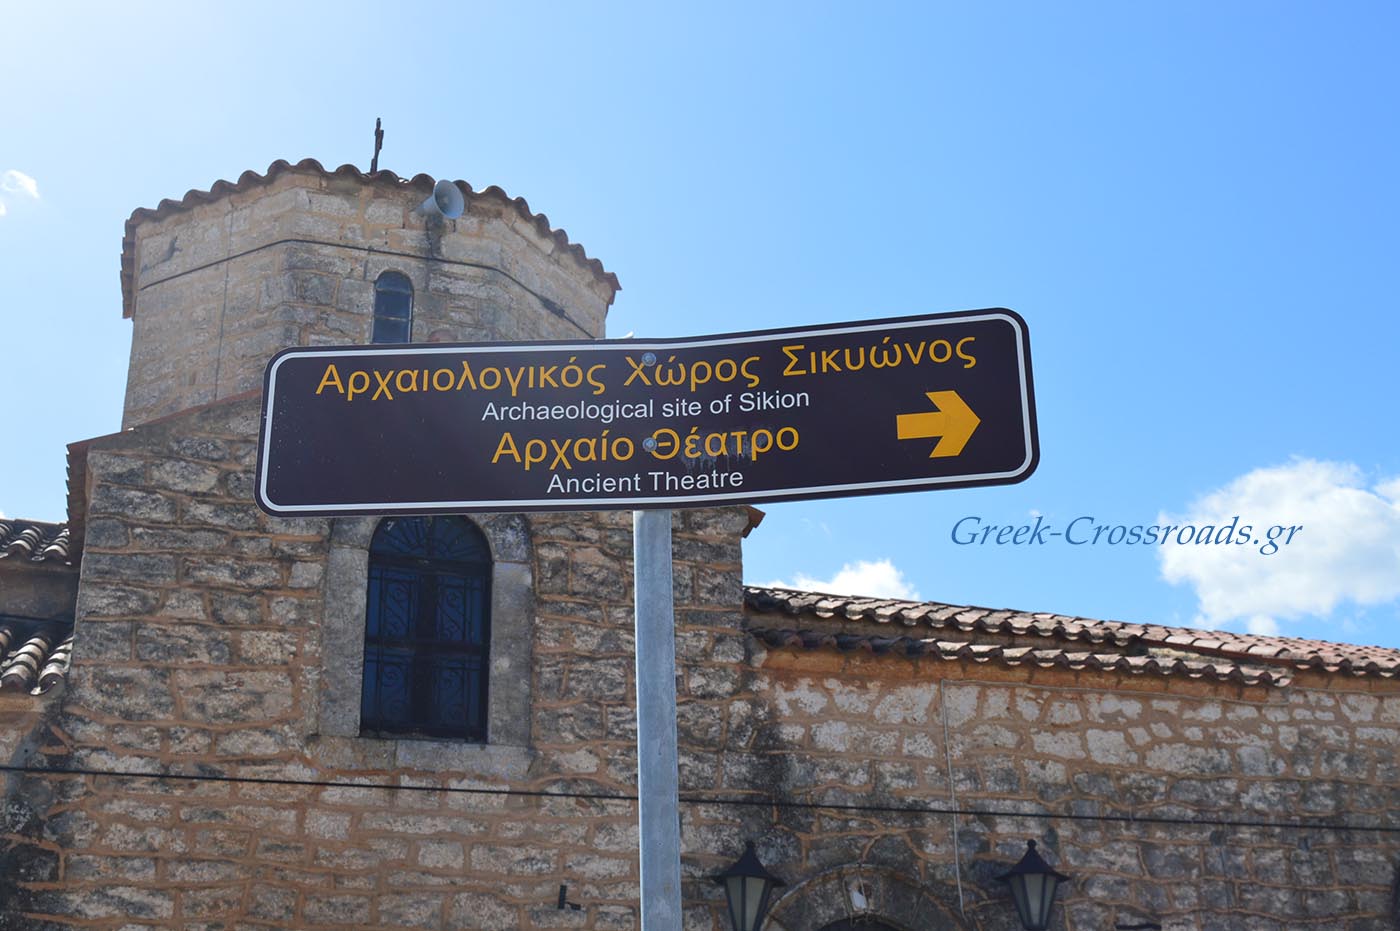 Αρχαιολογικός Χώρος Σικυώνος
Archaeological site of Sikion
Αρχαίο Θέατρο
Ancient Theatre
Greek-Crossroads.gr